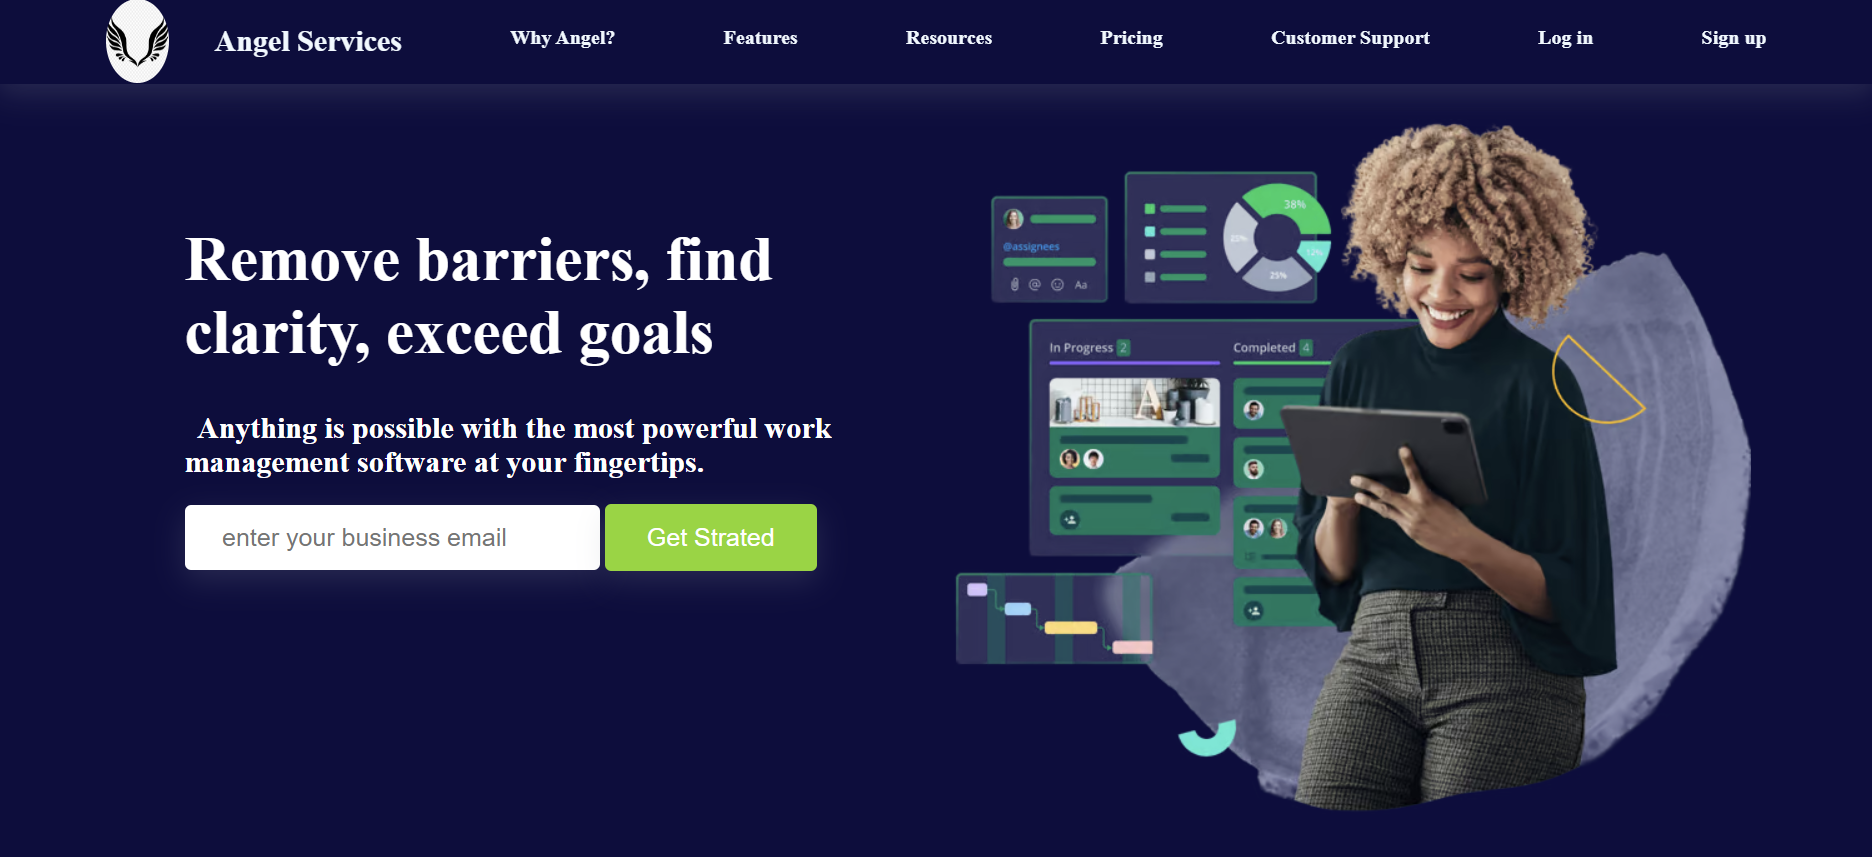 Angel Services
Why Angel?
Features
Resources
Pricing
Customer Support
Log in
Sign up
Remove barriers, find
clarity, exceed goals
Anything is possible with the most powerful work
management software at your fingertips.
enter your business email
Get Strated
@assignees
@
Aa
38%
12%
25%
25%
In Progress 2
Completed 4
A